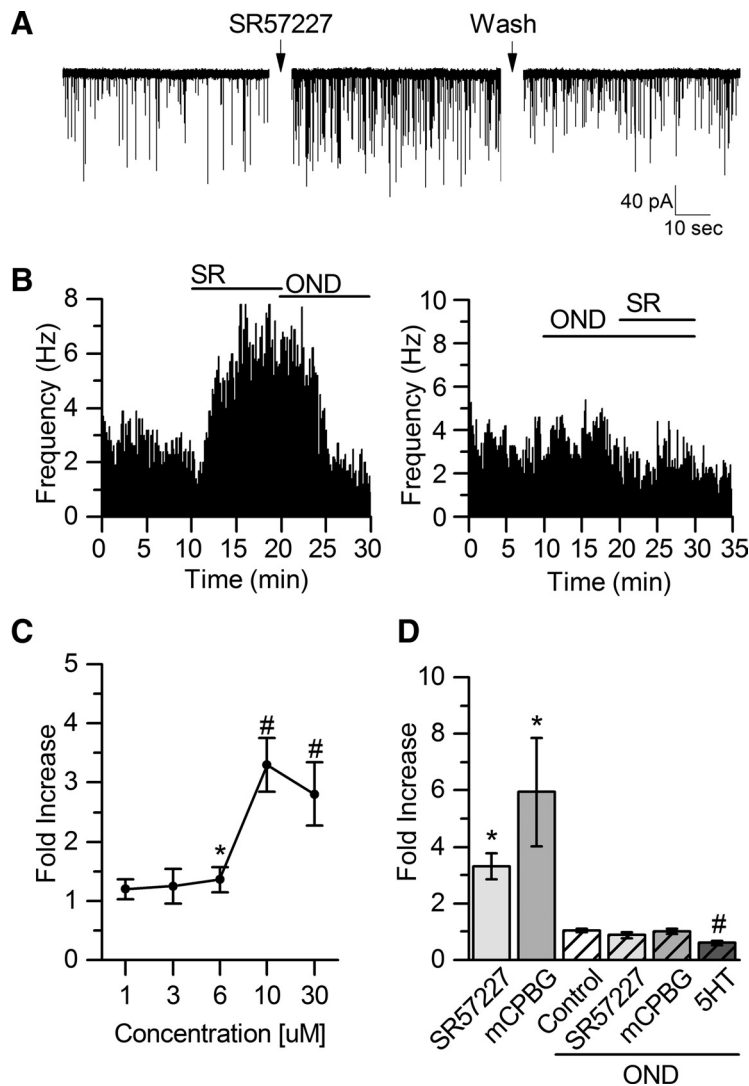 A
SR57227
Wash
40 pA
10 sec
B
SR
OND
8
6
4
2
0
Frequency (Hz)
0 5 10 15 20 25 30
Time (min)
OND
SR
10
8
6
4
2
0
Frequency (Hz)
0 5 10 15 20 25 30 35
Time (min)
C
5
4
3
2
1
0
Fold Increase
*
#
#
1 3 6 10 30
Concentration [uM]
D
10
8
6
4
2
0
Fold Increase
*
*
#
SR57227
mCPBG
Control
SR57227
mCPBG
5HT
OND